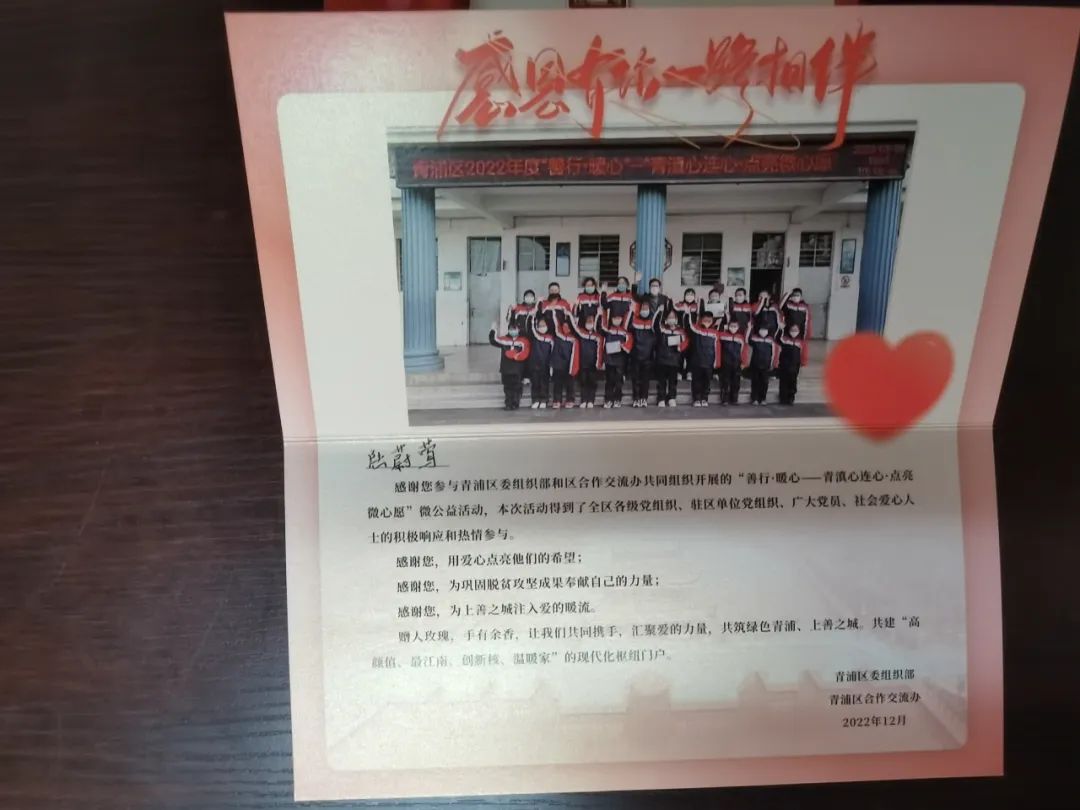 感恩有你一路相伴
青浦区2022年度“善行·暖心”—“青滇心连心·点亮微心愿”
感谢您参与青浦区委组织部和区合作交流办共同组织开展的“善行·暖心——青滇心连心·点亮
微心愿”微公益活动，本次活动得到了全区各级党组织、驻区单位党组织、广大党员、社会爱心人
士的积极响应和热情参与。
感谢您，用爱心点亮他们的希望；
感谢您，为巩固脱贫攻坚成果奉献自己的力量；
感谢您，为上善之城注入爱的暖流。
赠人玫瑰，手有余香，让我们共同携手，汇聚爱的力量，共筑绿色青浦、上善之城。共建“高
颜值、最江南、创新核、温暖家”的现代化枢纽门户。
青浦区委组织部
青浦区合作交流办
2022年12月